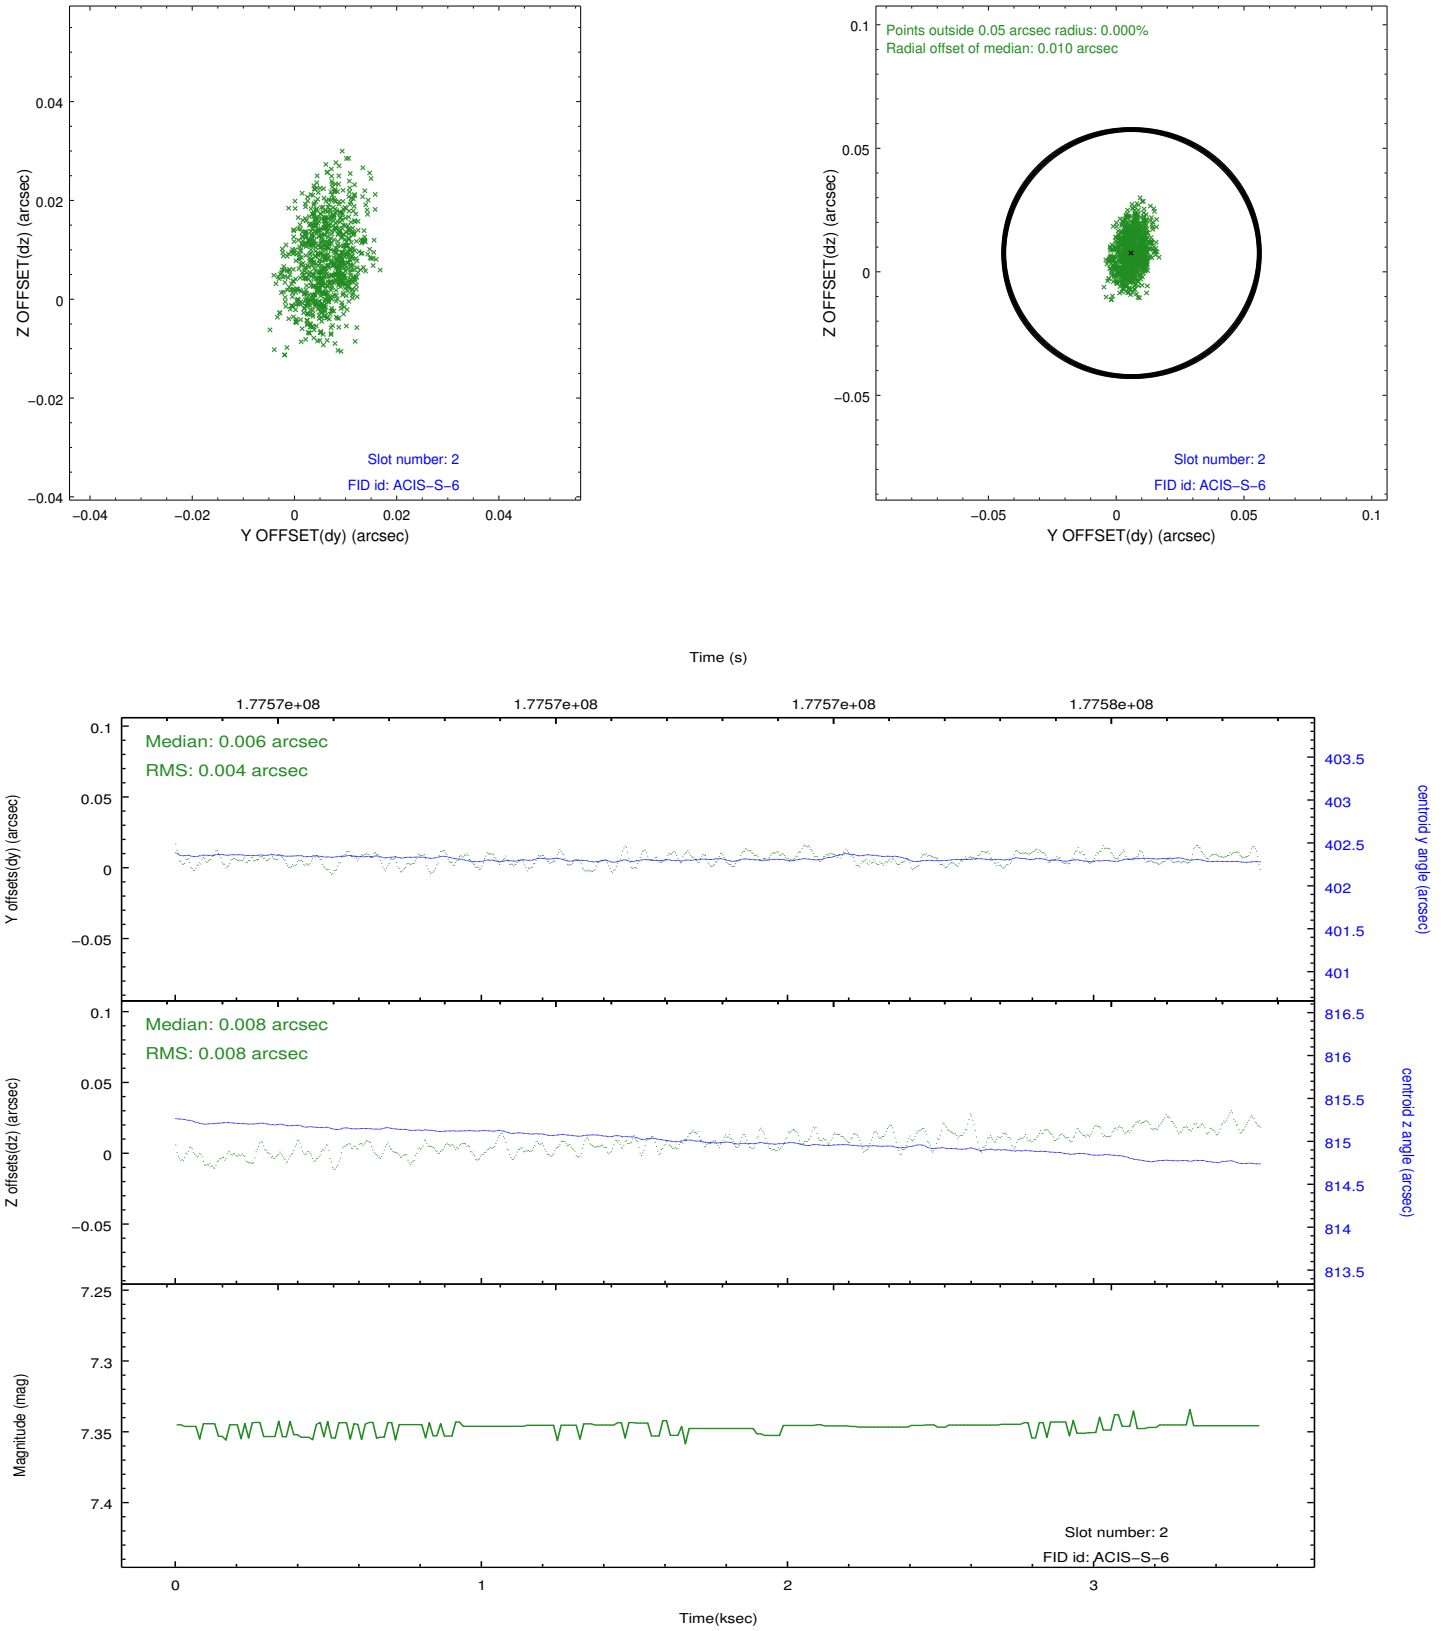 0.04
0.02
0
−0.02
−0.04
Z OFFSET(dz) (arcsec)
−0.04 −0.02 0 0.02 0.04
Y OFFSET(dy) (arcsec)
Slot number: 2
FID id: ACIS−S−6
Points outside 0.05 arcsec radius: 0.000%
Radial offset of median: 0.010 arcsec
0.1
0.05
0
−0.05
Z OFFSET(dz) (arcsec)
−0.05 0 0.05 0.1
Y OFFSET(dy) (arcsec)
Slot number: 2
FID id: ACIS−S−6
Time (s)
1.7757e+08 1.7757e+08 1.7757e+08 1.7758e+08
Median: 0.006 arcsec
RMS: 0.004 arcsec
0.1
0.05
0
−0.05
Y offsets(dy) (arcsec)
403.5
403
402.5
402
401.5
401
centroid y angle (arcsec)
Median: 0.008 arcsec
RMS: 0.008 arcsec
0.1
0.05
0
−0.05
Z offsets(dz) (arcsec)
816.5
816
815.5
815
814.5
814
813.5
centroid z angle (arcsec)
7.25
7.3
7.35
7.4
Magnitude (mag)
Slot number: 2
FID id: ACIS−S−6
0 1 2 3
Time(ksec)